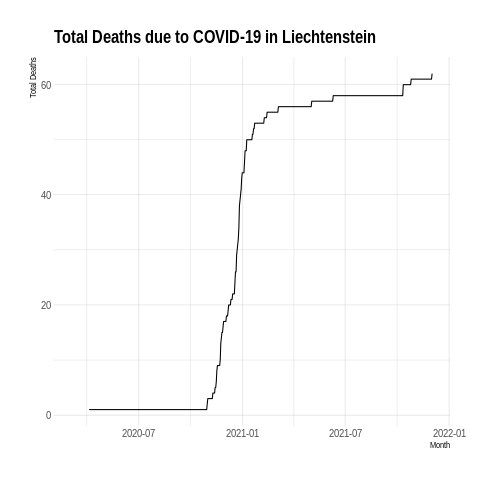 Total Deaths due to COVID-19 in Liechtenstein
Total Deaths
60
40
20
0
2020-07 2021-01 2021-07 2022-01
Month